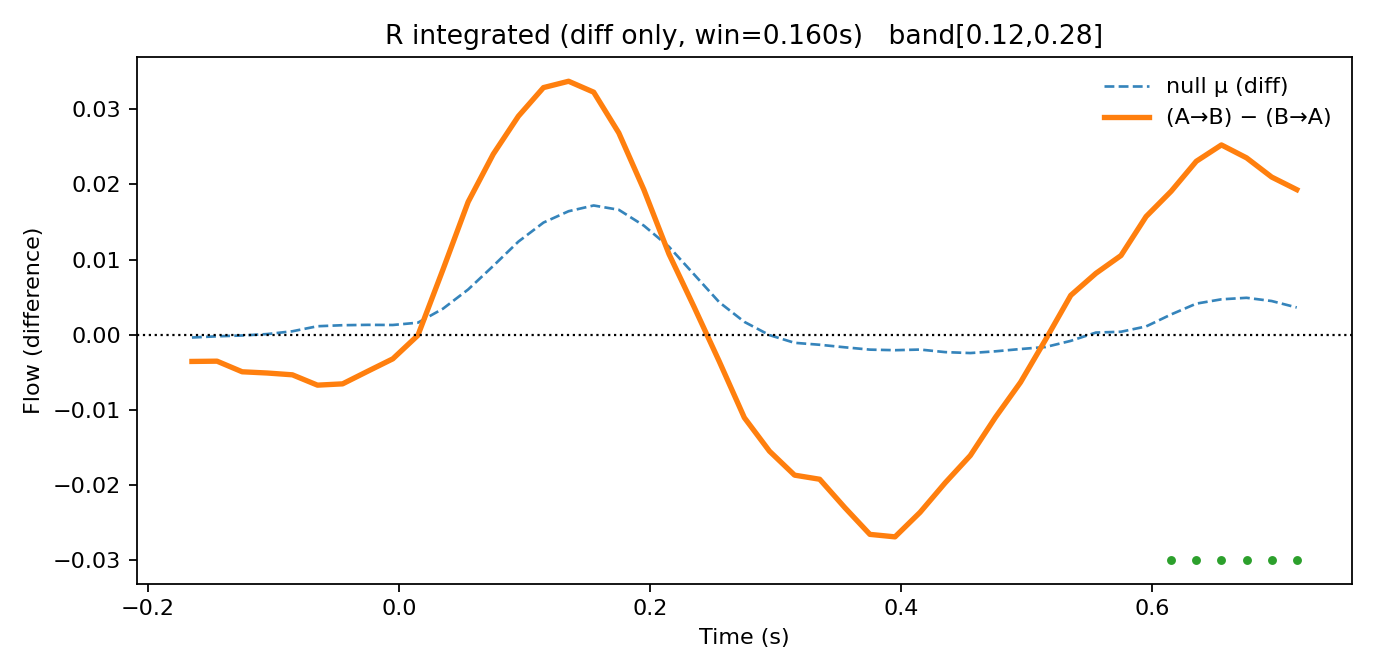 R integrated (diff only, win=0.160s)   band[0.12,0.28]
null μ (diff)
(A→B) − (B→A)
Flow (difference)
0.03
0.02
0.01
0.00
−0.01
−0.02
−0.03
−0.2
0.0
0.2
0.4
0.6
Time (s)